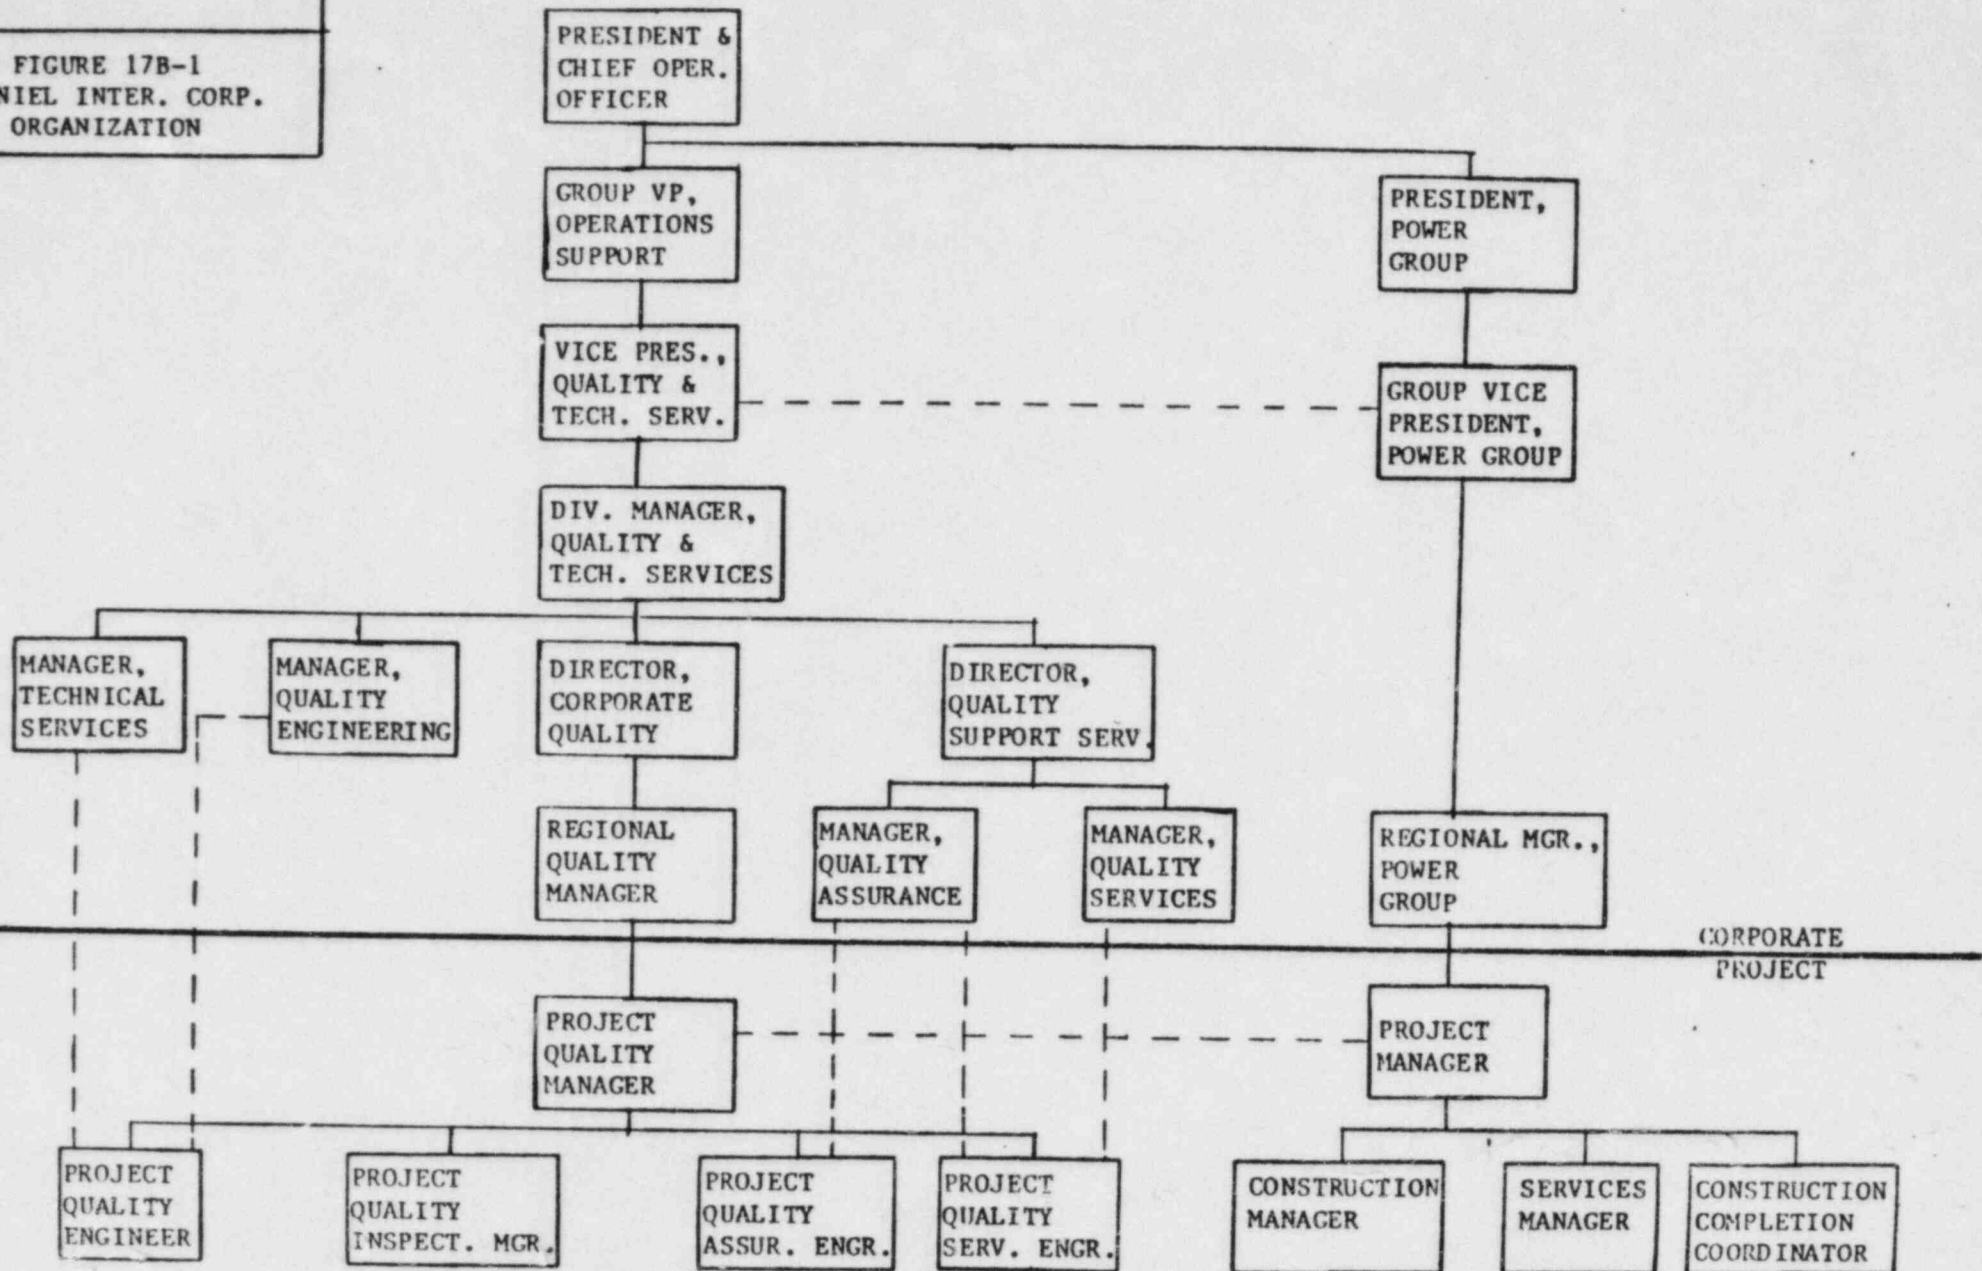 FIGURE 17B-1
NIEL INTER. CORP.
ORGANIZATION
PRESIDENT &
CHIEF OPER.
OFFICER
GROUP VP,
OPERATIONS
SUPPORT
PRESIDENT,
POWER
GROUP
VICE PRES.,
QUALITY &
TECH. SERV.
GROUP VICE
PRESIDENT,
POWER GROUP
DIV. MANAGER,
QUALITY &
TECH. SERVICES
MANAGER,
TECHNICAL
SERVICES
MANAGER,
QUALITY
ENGINEERING
DIRECTOR,
CORPORATE
QUALITY
DIRECTOR,
QUALITY
SUPPORT SERV.
REGIONAL
QUALITY
MANAGER
MANAGER,
QUALITY
ASSURANCE
MANAGER,
QUALITY
SERVICES
REGIONAL MGR.,
POWER
GROUP
CORPORATE
PROJECT
PROJECT
QUALITY
MANAGER
PROJECT
MANAGER
PROJECT
QUALITY
ENGINEER
PROJECT
QUALITY
INSPECT. MGR.
PROJECT
QUALITY
ASSUR. ENGR.
PROJECT
QUALITY
SERV. ENGR.
CONSTRUCTION
MANAGER
SERVICES
MANAGER
CONSTRUCTION
COMPLETION
COORDINATOR